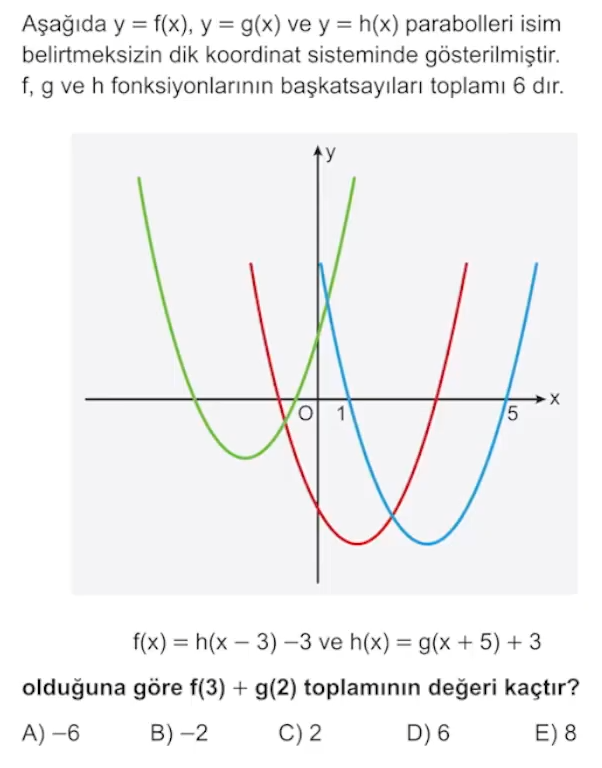 Aşağıda y = f(x), y = g(x) ve y = h(x) parabolleri isim
belirtmeksizin dik koordinat sisteminde gösterilmiştir.
f, g ve h fonksiyonlarının başkatsayıları toplamı 6 dır.
y
x
O 1 5
f(x) = h(x – 3) –3 ve h(x) = g(x + 5) + 3
olduğuna göre f(3) + g(2) toplamının değeri kaçtır?
A) –6 B) –2 C) 2 D) 6 E) 8